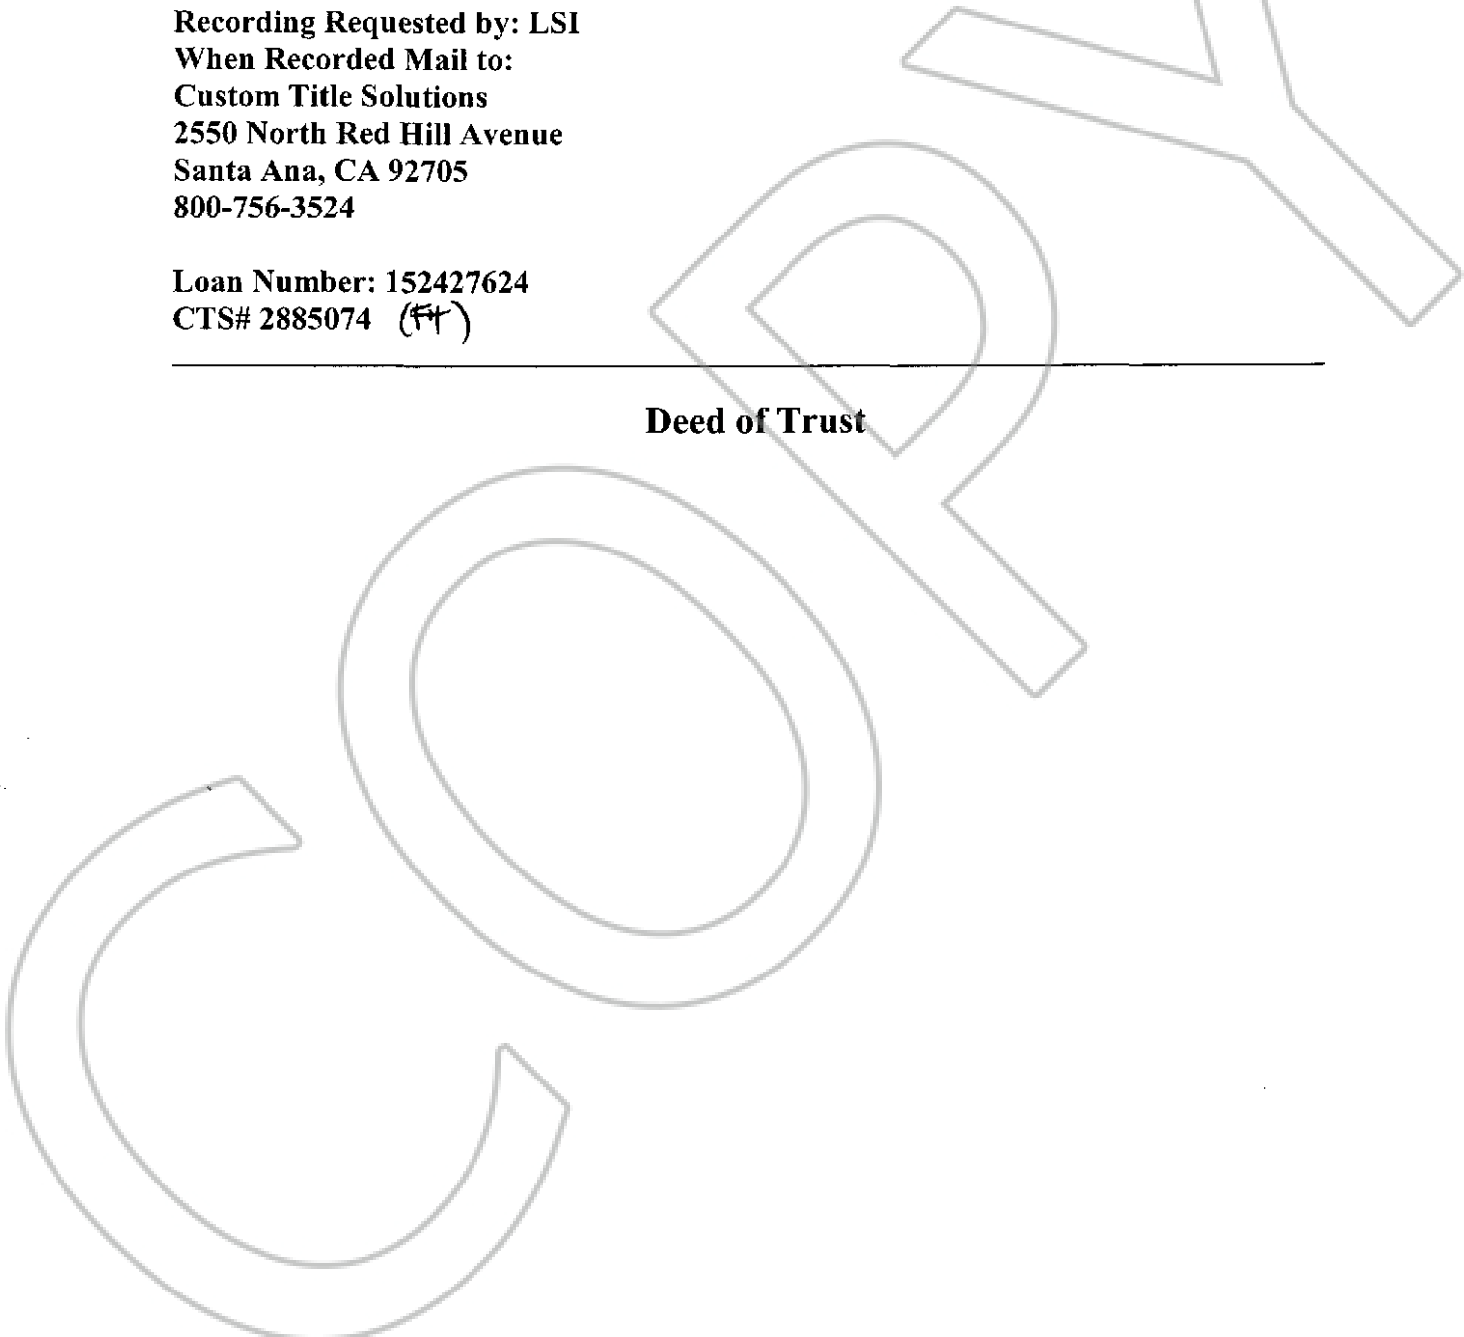 Recording Requested by: LSI
When Recorded Mail to:
Custom Title Solutions
2550 North Red Hill Avenue
Santa Ana, CA 92705
800-756-3524
Loan Number: 152427624
CTS# 2885074
Deed of Trust
COPY